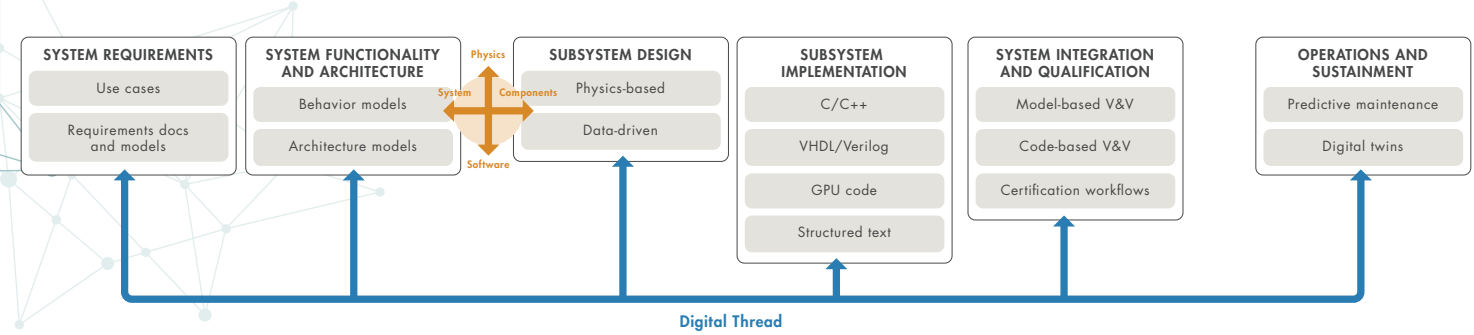 SYSTEM REQUIREMENTS
Use cases
Requirements docs
and models
SYSTEM FUNCTIONALITY
AND ARCHITECTURE
Behavior models
Architecture models
Physics
System
Components
Software
SUBSYSTEM DESIGN
Physics-based
Data-driven
SUBSYSTEM
IMPLEMENTATION
C/C++
VHDL/Verilog
GPU code
Structured text
SYSTEM INTEGRATION
AND QUALIFICATION
Model-based V&V
Code-based V&V
Certification workflows
OPERATIONS AND
SUSTAINMENT
Predictive maintenance
Digital twins
Digital Thread